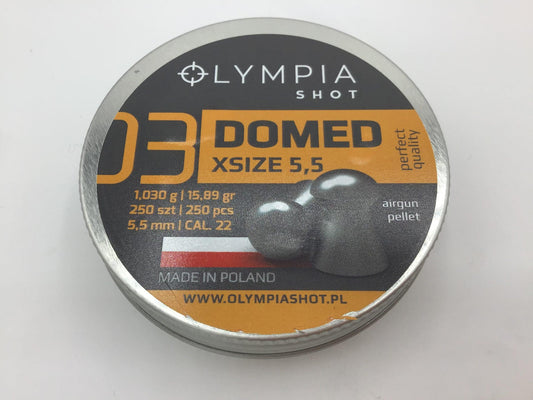 OLYMPIA
SHOT
03
DOMED
XSIZE 5,5
perfect
quality
1,030 g | 15,89 gr
250 szt | 250 pcs
5,5 mm | CAL. 22
airgun
pellet
MADE IN POLAND
WWW.OLYMPIASHOT.PL